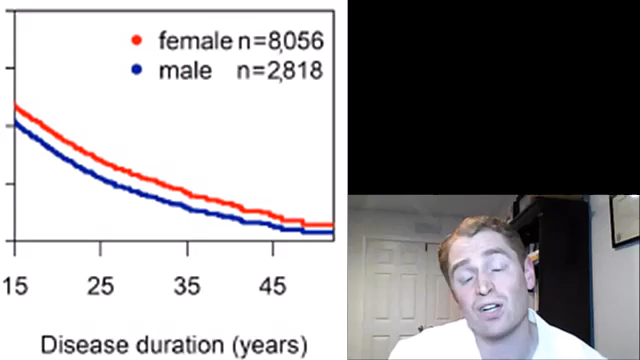 female n=8,056
male n=2,818
15 25 35 45
Disease duration (years)